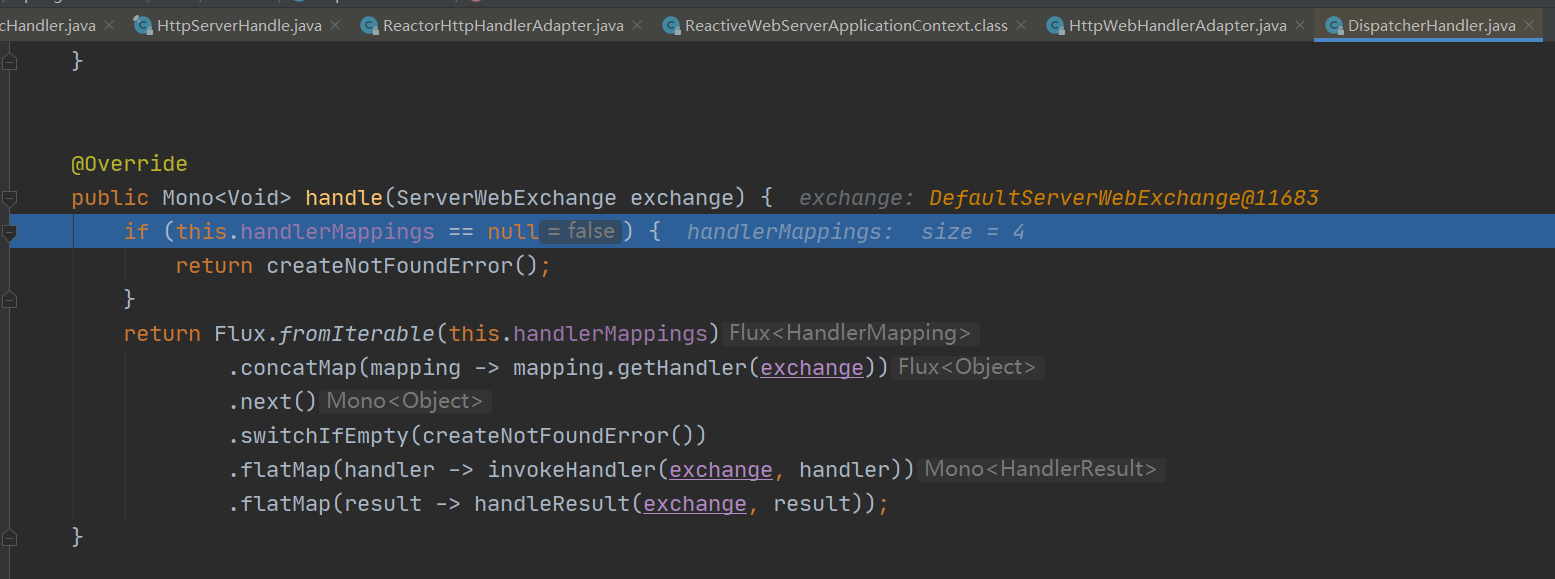 cHandler.java × HttpServerHandle.java × ReactorHttpHandlerAdapter.java × ReactiveWebServerApplicationContext.class × HttpWebHandlerAdapter.java × DispatcherHandler.java ×
}
@Override
public Mono<Void> handle(ServerWebExchange exchange) { exchange: DefaultServerWebExchange@11683
if (this.handlerMappings == null = false ) { handlerMappings: size = 4
return createNotFoundError();
}
return Flux.fromIterable(this.handlerMappings) Flux<HandlerMapping>
.concatMap(mapping -> mapping.getHandler(exchange)) Flux<Object>
.next() Mono<Object>
.switchIfEmpty(createNotFoundError())
.flatMap(handler -> invokeHandler(exchange, handler)) Mono<HandlerResult>
.flatMap(result -> handleResult(exchange, result));
}